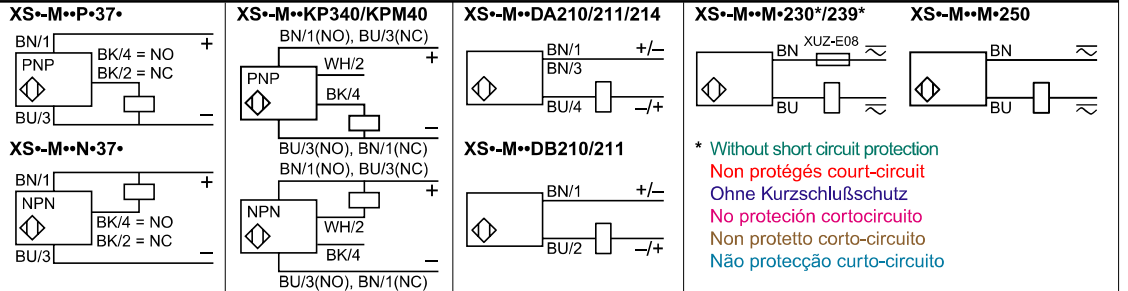 XS•-M••P•37•
BN/1
+
PNP
BK/4 = NO
BK/2 = NC
BU/3
–
XS•-M••N•37•
BN/1
+
NPN
BK/4 = NO
BK/2 = NC
BU/3
–
XS•-M••KP340/KPM40
BN/1(NO), BU/3(NC)
+
WH/2
PNP
BK/4
–
BU/3(NO), BN/1(NC)
BN/1(NO), BU/3(NC)
+
NPN
WH/2
BK/4
–
BU/3(NO), BN/1(NC)
XS•-M••DA210/211/214
BN/1
+/–
BN/3
BU/4
–/+
XS•-M••DB210/211
BN/1
+/–
BU/2
–/+
XS•-M••M•230*/239*
BN
XUZ-E08
BU
XS•-M••M•250
BN
BU
* Without short circuit protection
Non protégés court-circuit
Ohne Kurzschlußschutz
No proteción cortocircuito
Non protetto corto-circuito
Não protecção curto-circuito